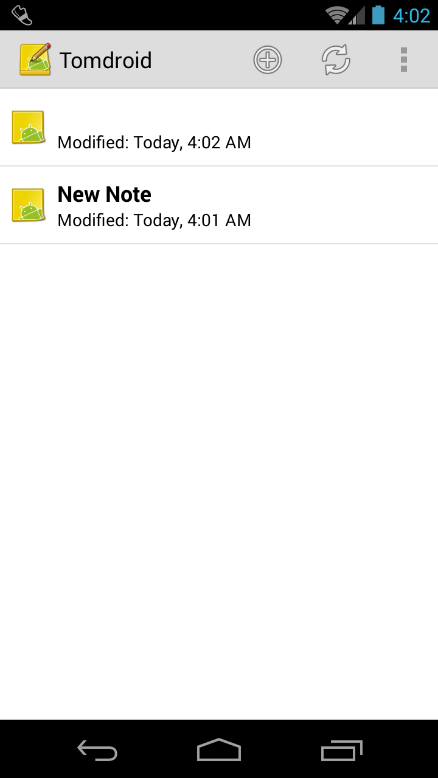 4:02
Tomdroid
Modified: Today, 4:02 AM
New Note
Modified: Today, 4:01 AM